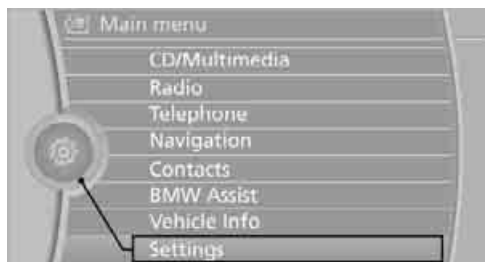 Main menu
CD/Multimedia
Radio
Telephone
Navigation
Contacts
BMW Assist
Vehicle Info
Settings